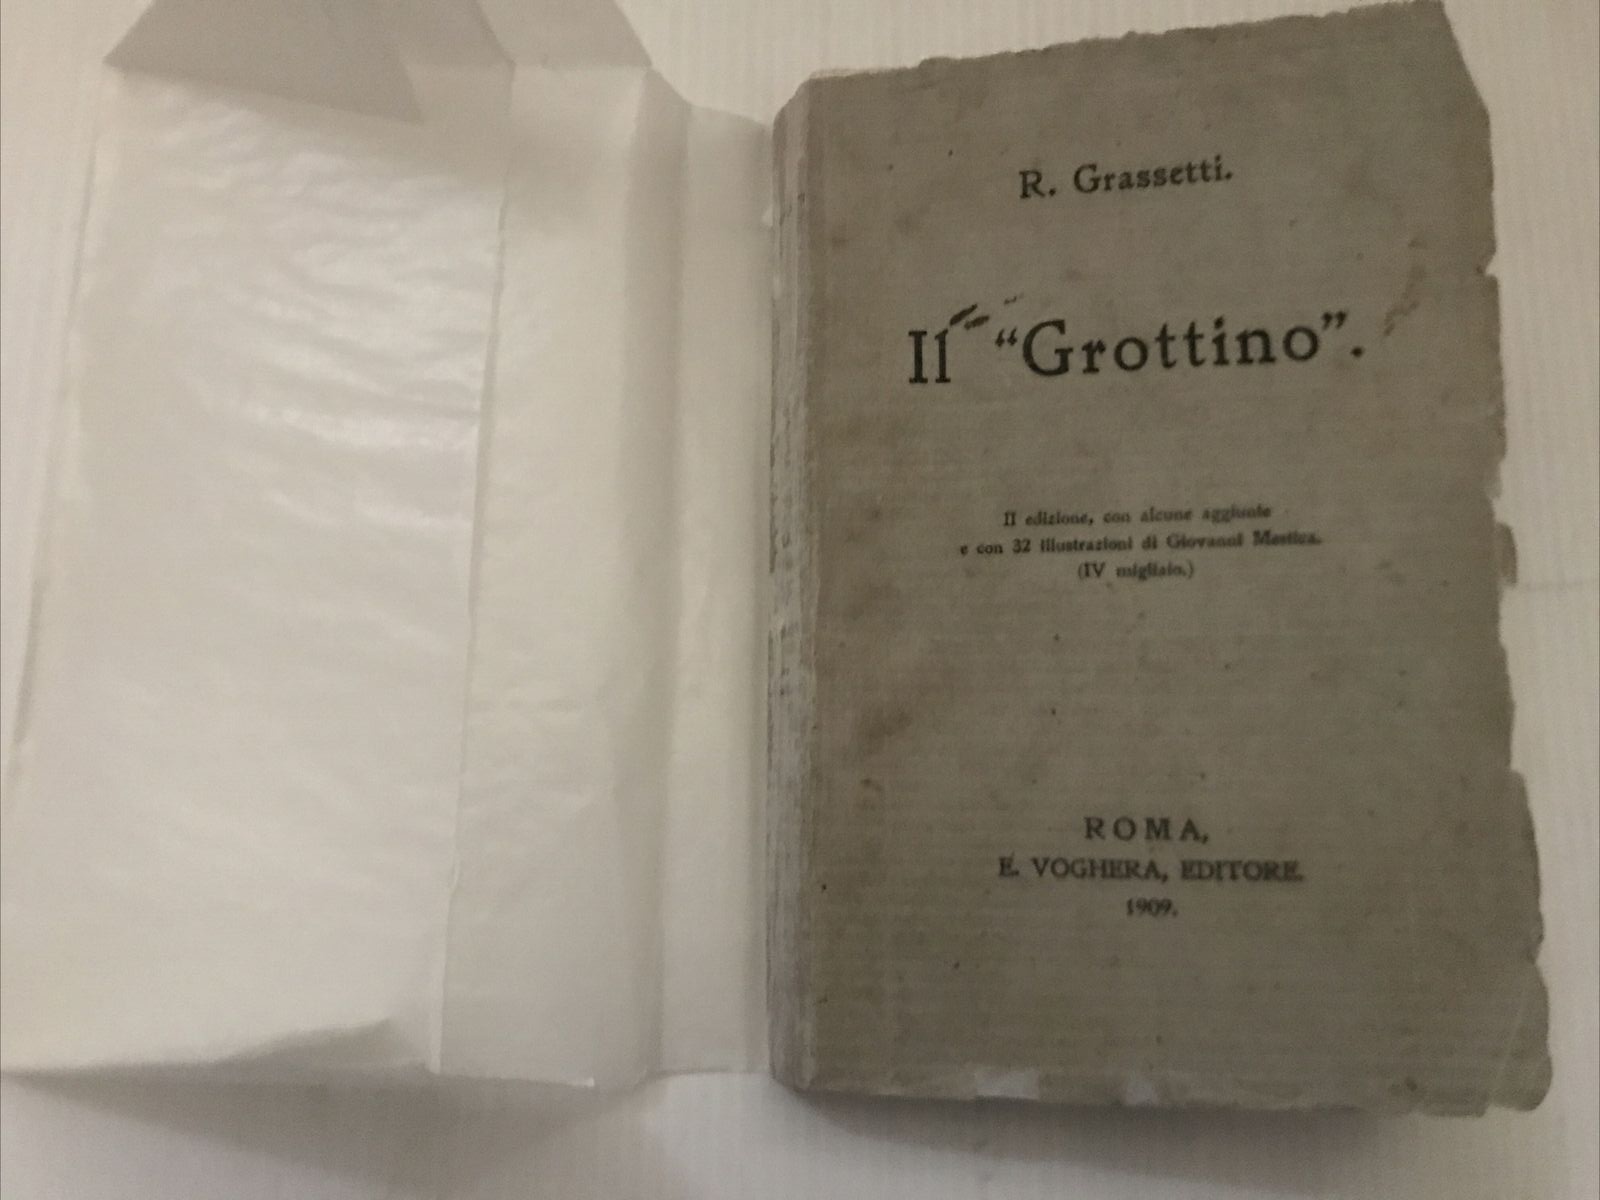 R. Grassetti.
Il “Grottino”.
II edizione, con alcune aggiunte
e con 32 illustrazioni di Giovanni Mestica.
(IV migliaio.)
ROMA,
E. VOGHERA, EDITORE.
1909.